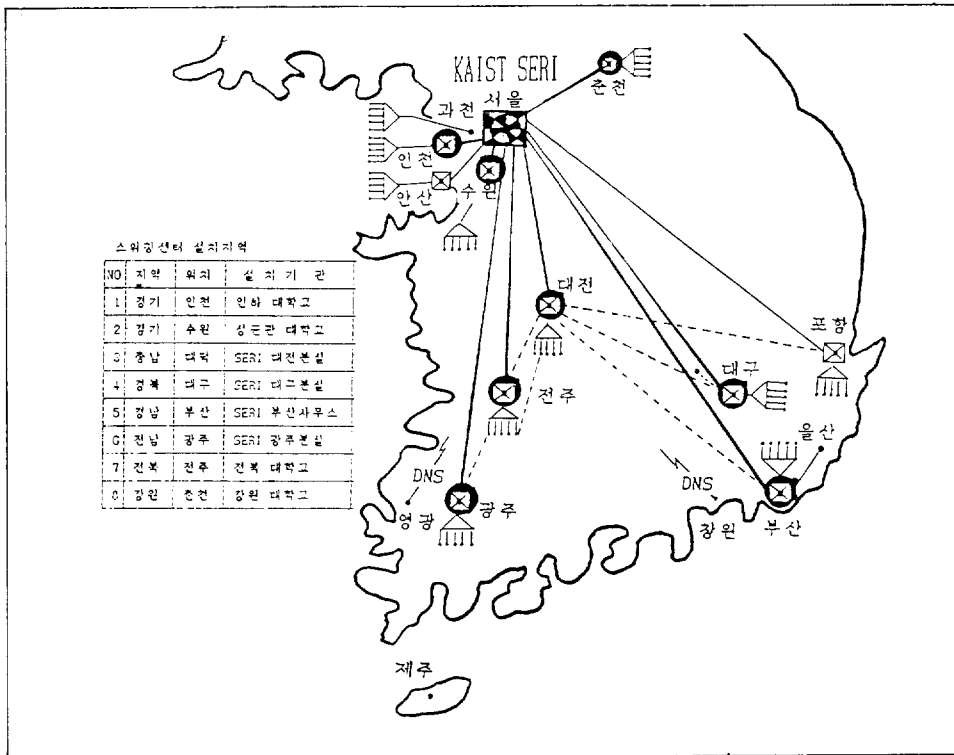 KAIST SERI
춘천
서울
과천
인천
안산
수원
스위칭센터 설치지역
NO 지역 위치 설치기관
1 경기 인천 인하 대학교
2 경기 수원 성균관 대학교
3 충남 대덕 SERI 대전분실
4 경북 대구 SERI 대구분실
5 경남 부산 SERI 부산사무소
6 전남 광주 SERI 광주분실
7 전북 전주 전북 대학교
8 강원 춘천 강원 대학교
대전
포항
대구
전주
울산
DNS
DNS
영광
광주
창원
부산
제주